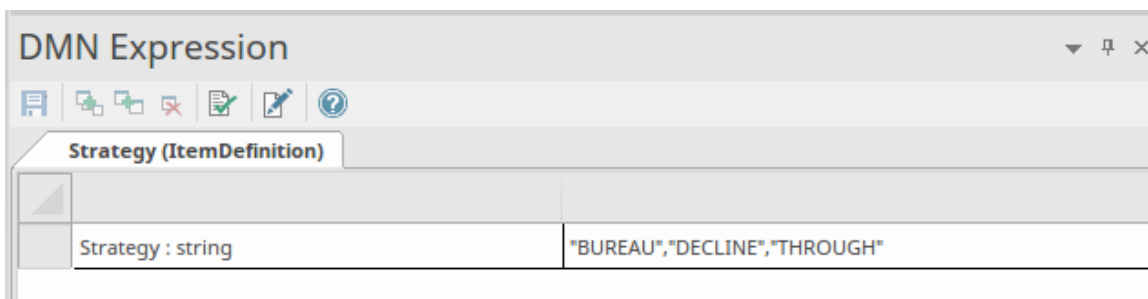 DMN Expression
Strategy (ItemDefinition)
Strategy : string
"BUREAU","DECLINE","THROUGH"